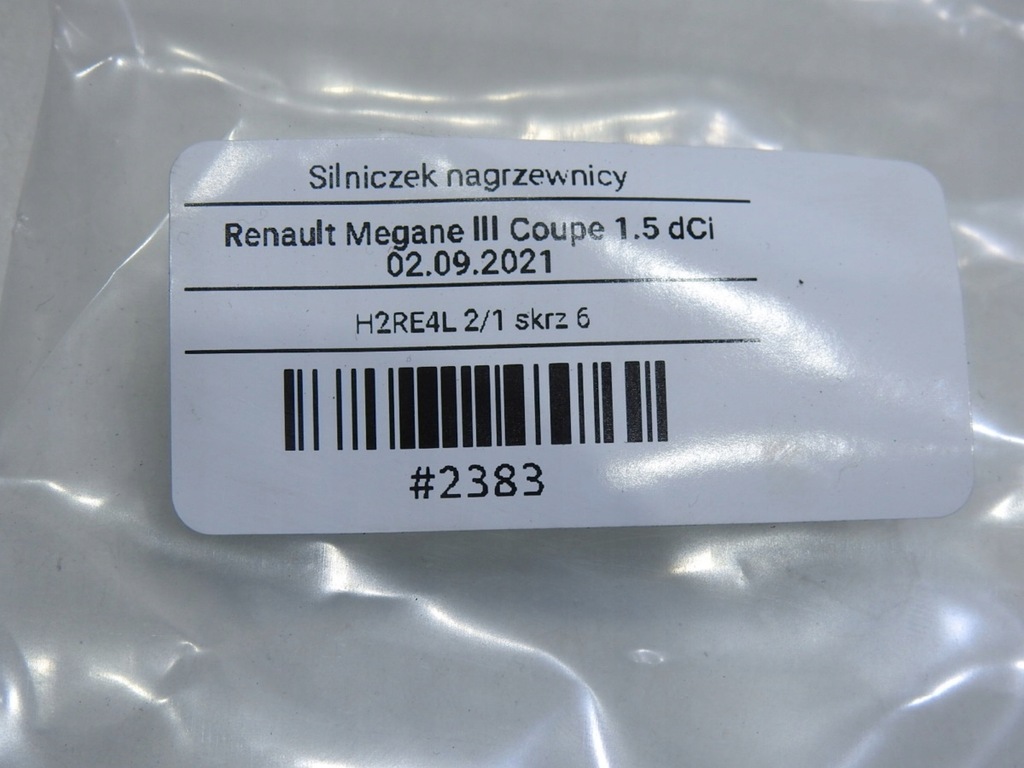 Silniczek nagrzewnicy
Renault Megane III Coupe 1.5 dCi
02.09.2021
H2RE4L 2/1 skrz 6
#2383